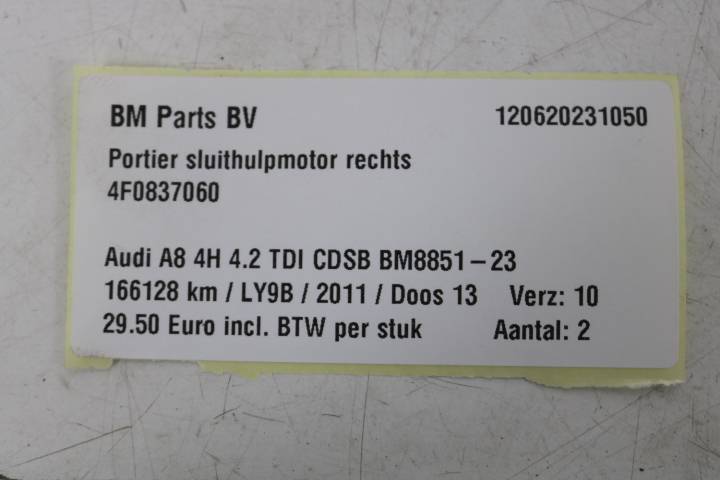 BM Parts BV 120620231050
Portier sluithulpmotor rechts
4F0837060
Audi A8 4H 4.2 TDI CDSB BM8851-23
166128 km / LY9B / 2011 / Doos 13 Verz: 10
29.50 Euro incl. BTW per stuk Aantal: 2